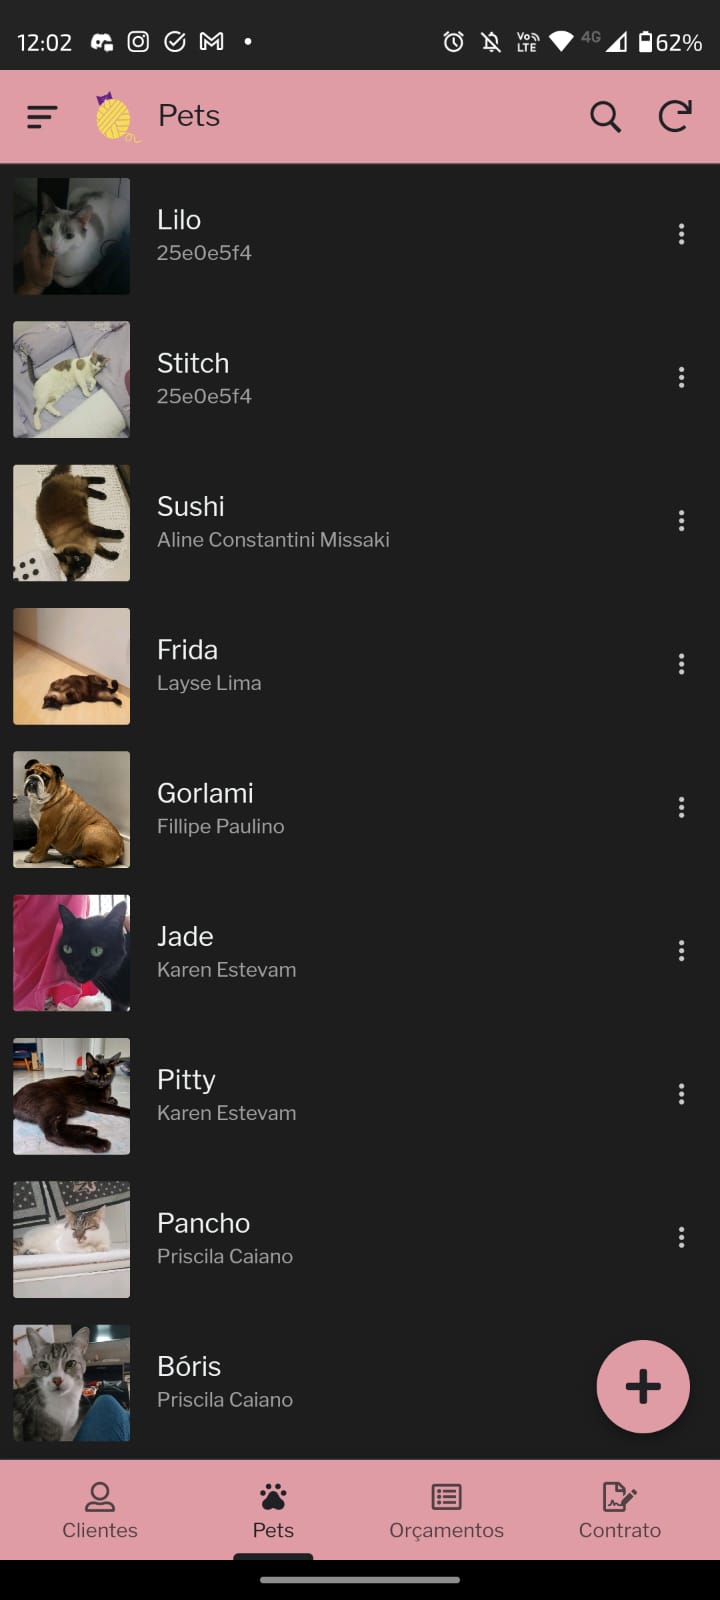 12:02
Vo)) LTE 4G 62%
Pets
Lilo
25e0e5f4
Stitch
25e0e5f4
Sushi
Aline Constantini Missaki
Frida
Layse Lima
Gorlami
Fillipe Paulino
Jade
Karen Estevam
Pitty
Karen Estevam
Pancho
Priscila Caiano
Bóris
Priscila Caiano
Clientes
Pets
Orçamentos
Contrato